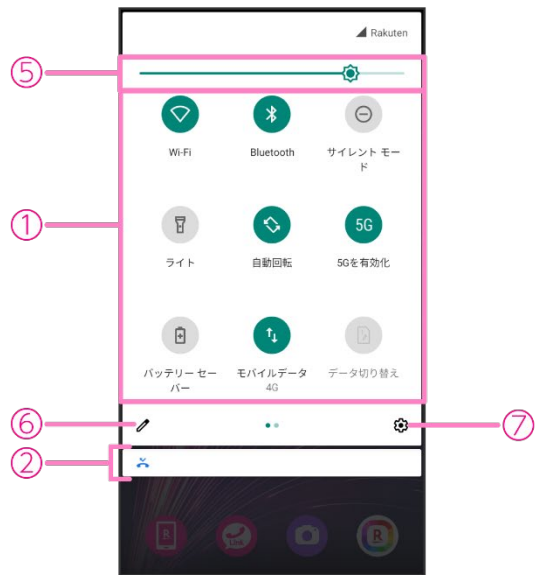 Rakuten
⑤
Wi-Fi
Bluetooth
サイレント モー
ド
①
5G
ライト
自動回転
5Gを有効化
バッテリー セー
バー
モバイルデータ
4G
データ切り替え
⑥
⑦
②
R
Link
R